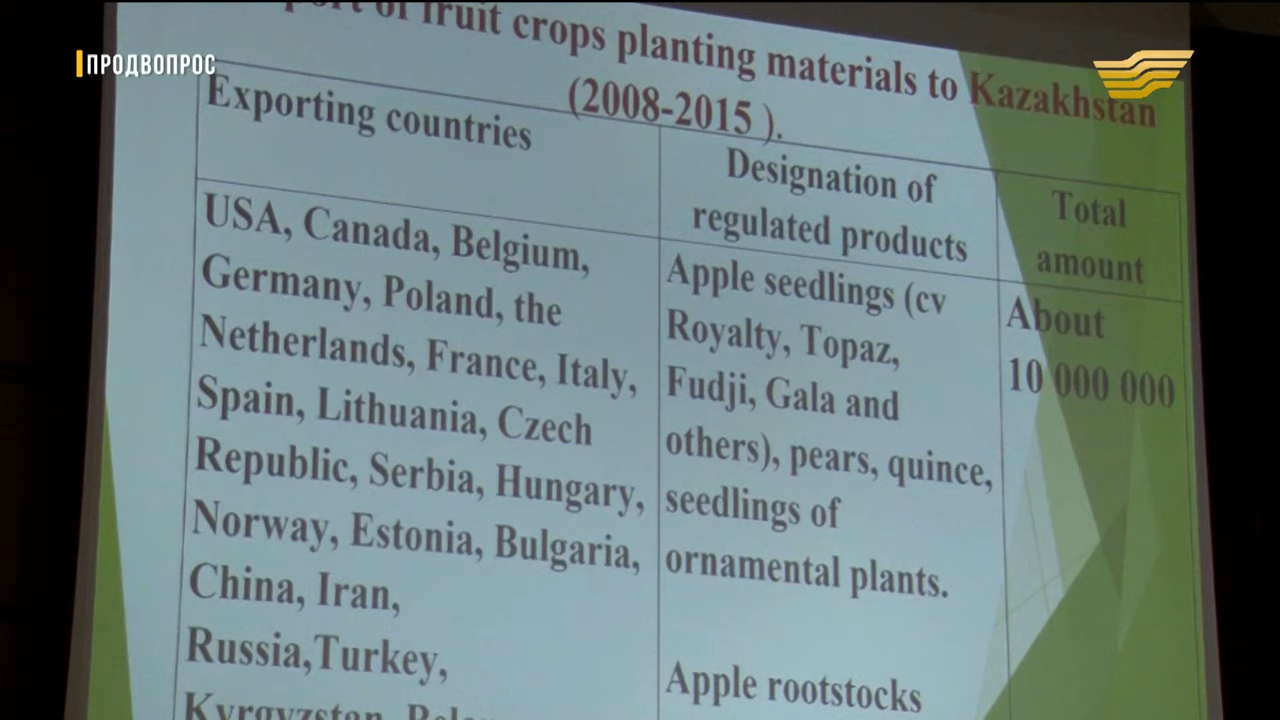 ПРОДВОПРОС
of fruit crops planting materials to Kazakhstan
(2008-2015 ).
Exporting countries
Designation of
regulated products
Total
amount
USA, Canada, Belgium,
Germany, Poland, the
Netherlands, France, Italy,
Spain, Lithuania, Czech
Republic, Serbia, Hungary,
Norway, Estonia, Bulgaria,
China, Iran,
Russia,Turkey,
Kyrgyzstan,
Apple seedlings (cv
Royalty, Topaz,
Fudji, Gala and
others), pears, quince,
seedlings of
ornamental plants.
Apple rootstocks
About
10 000 000